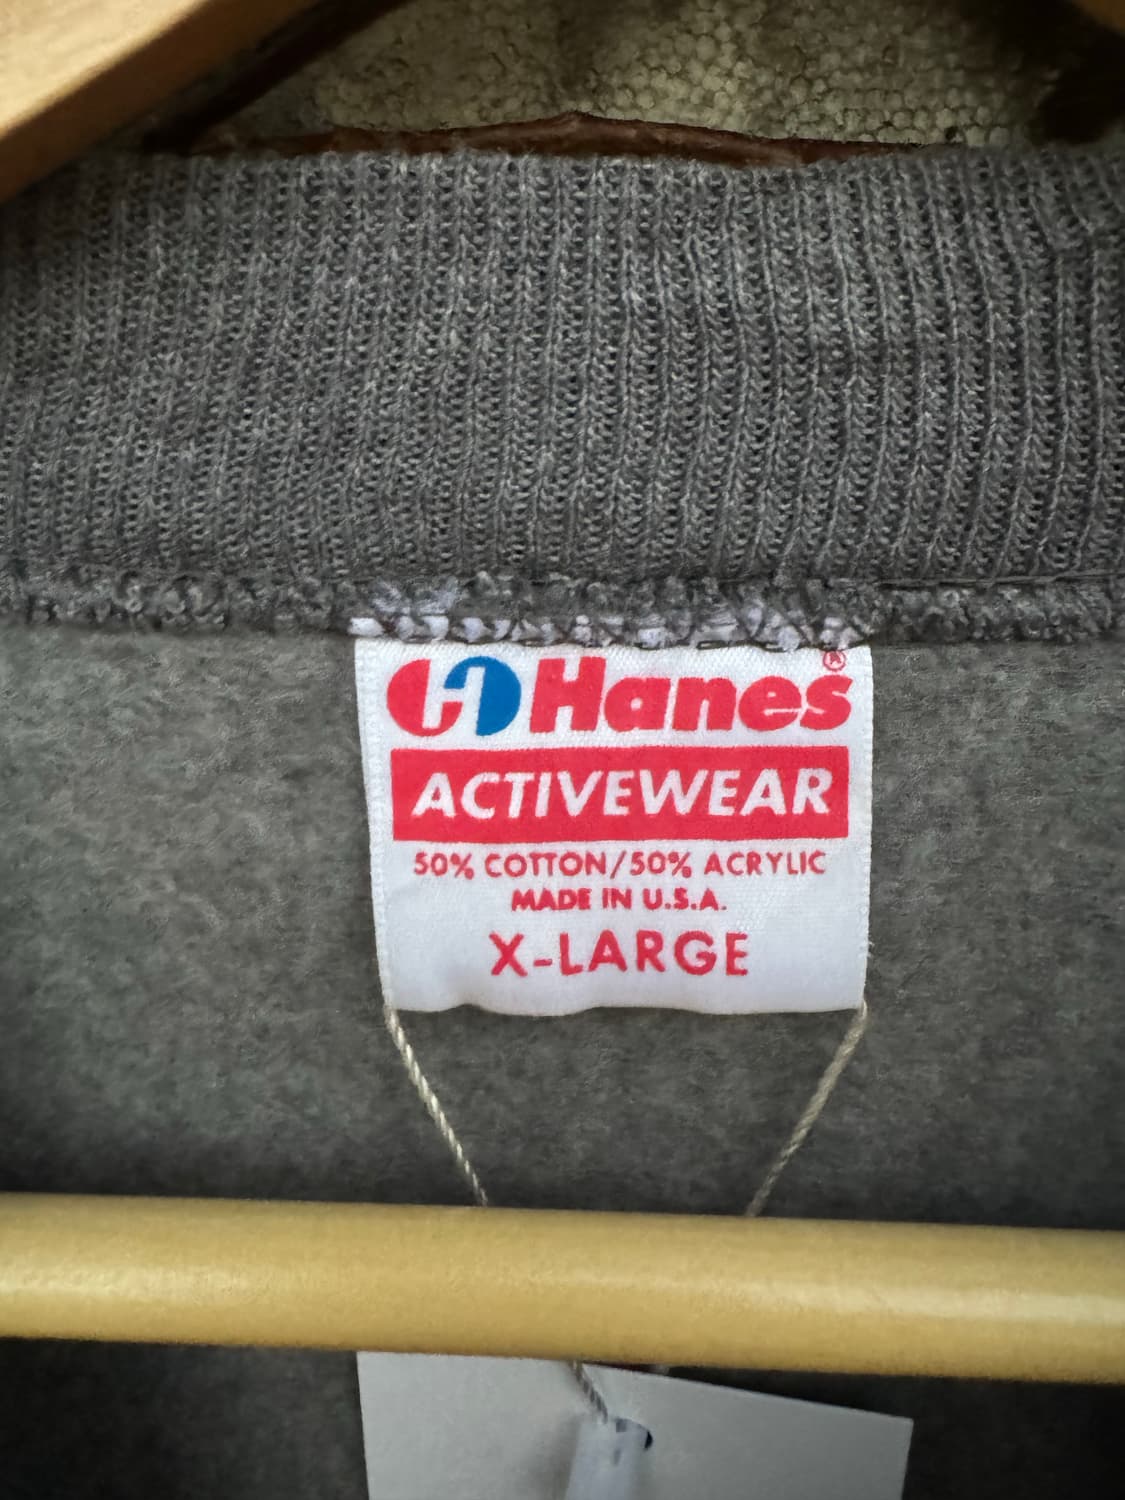 Hanes®
ACTIVEWEAR
50% COTTON/50% ACRYLIC
MADE IN U.S.A.
X-LARGE